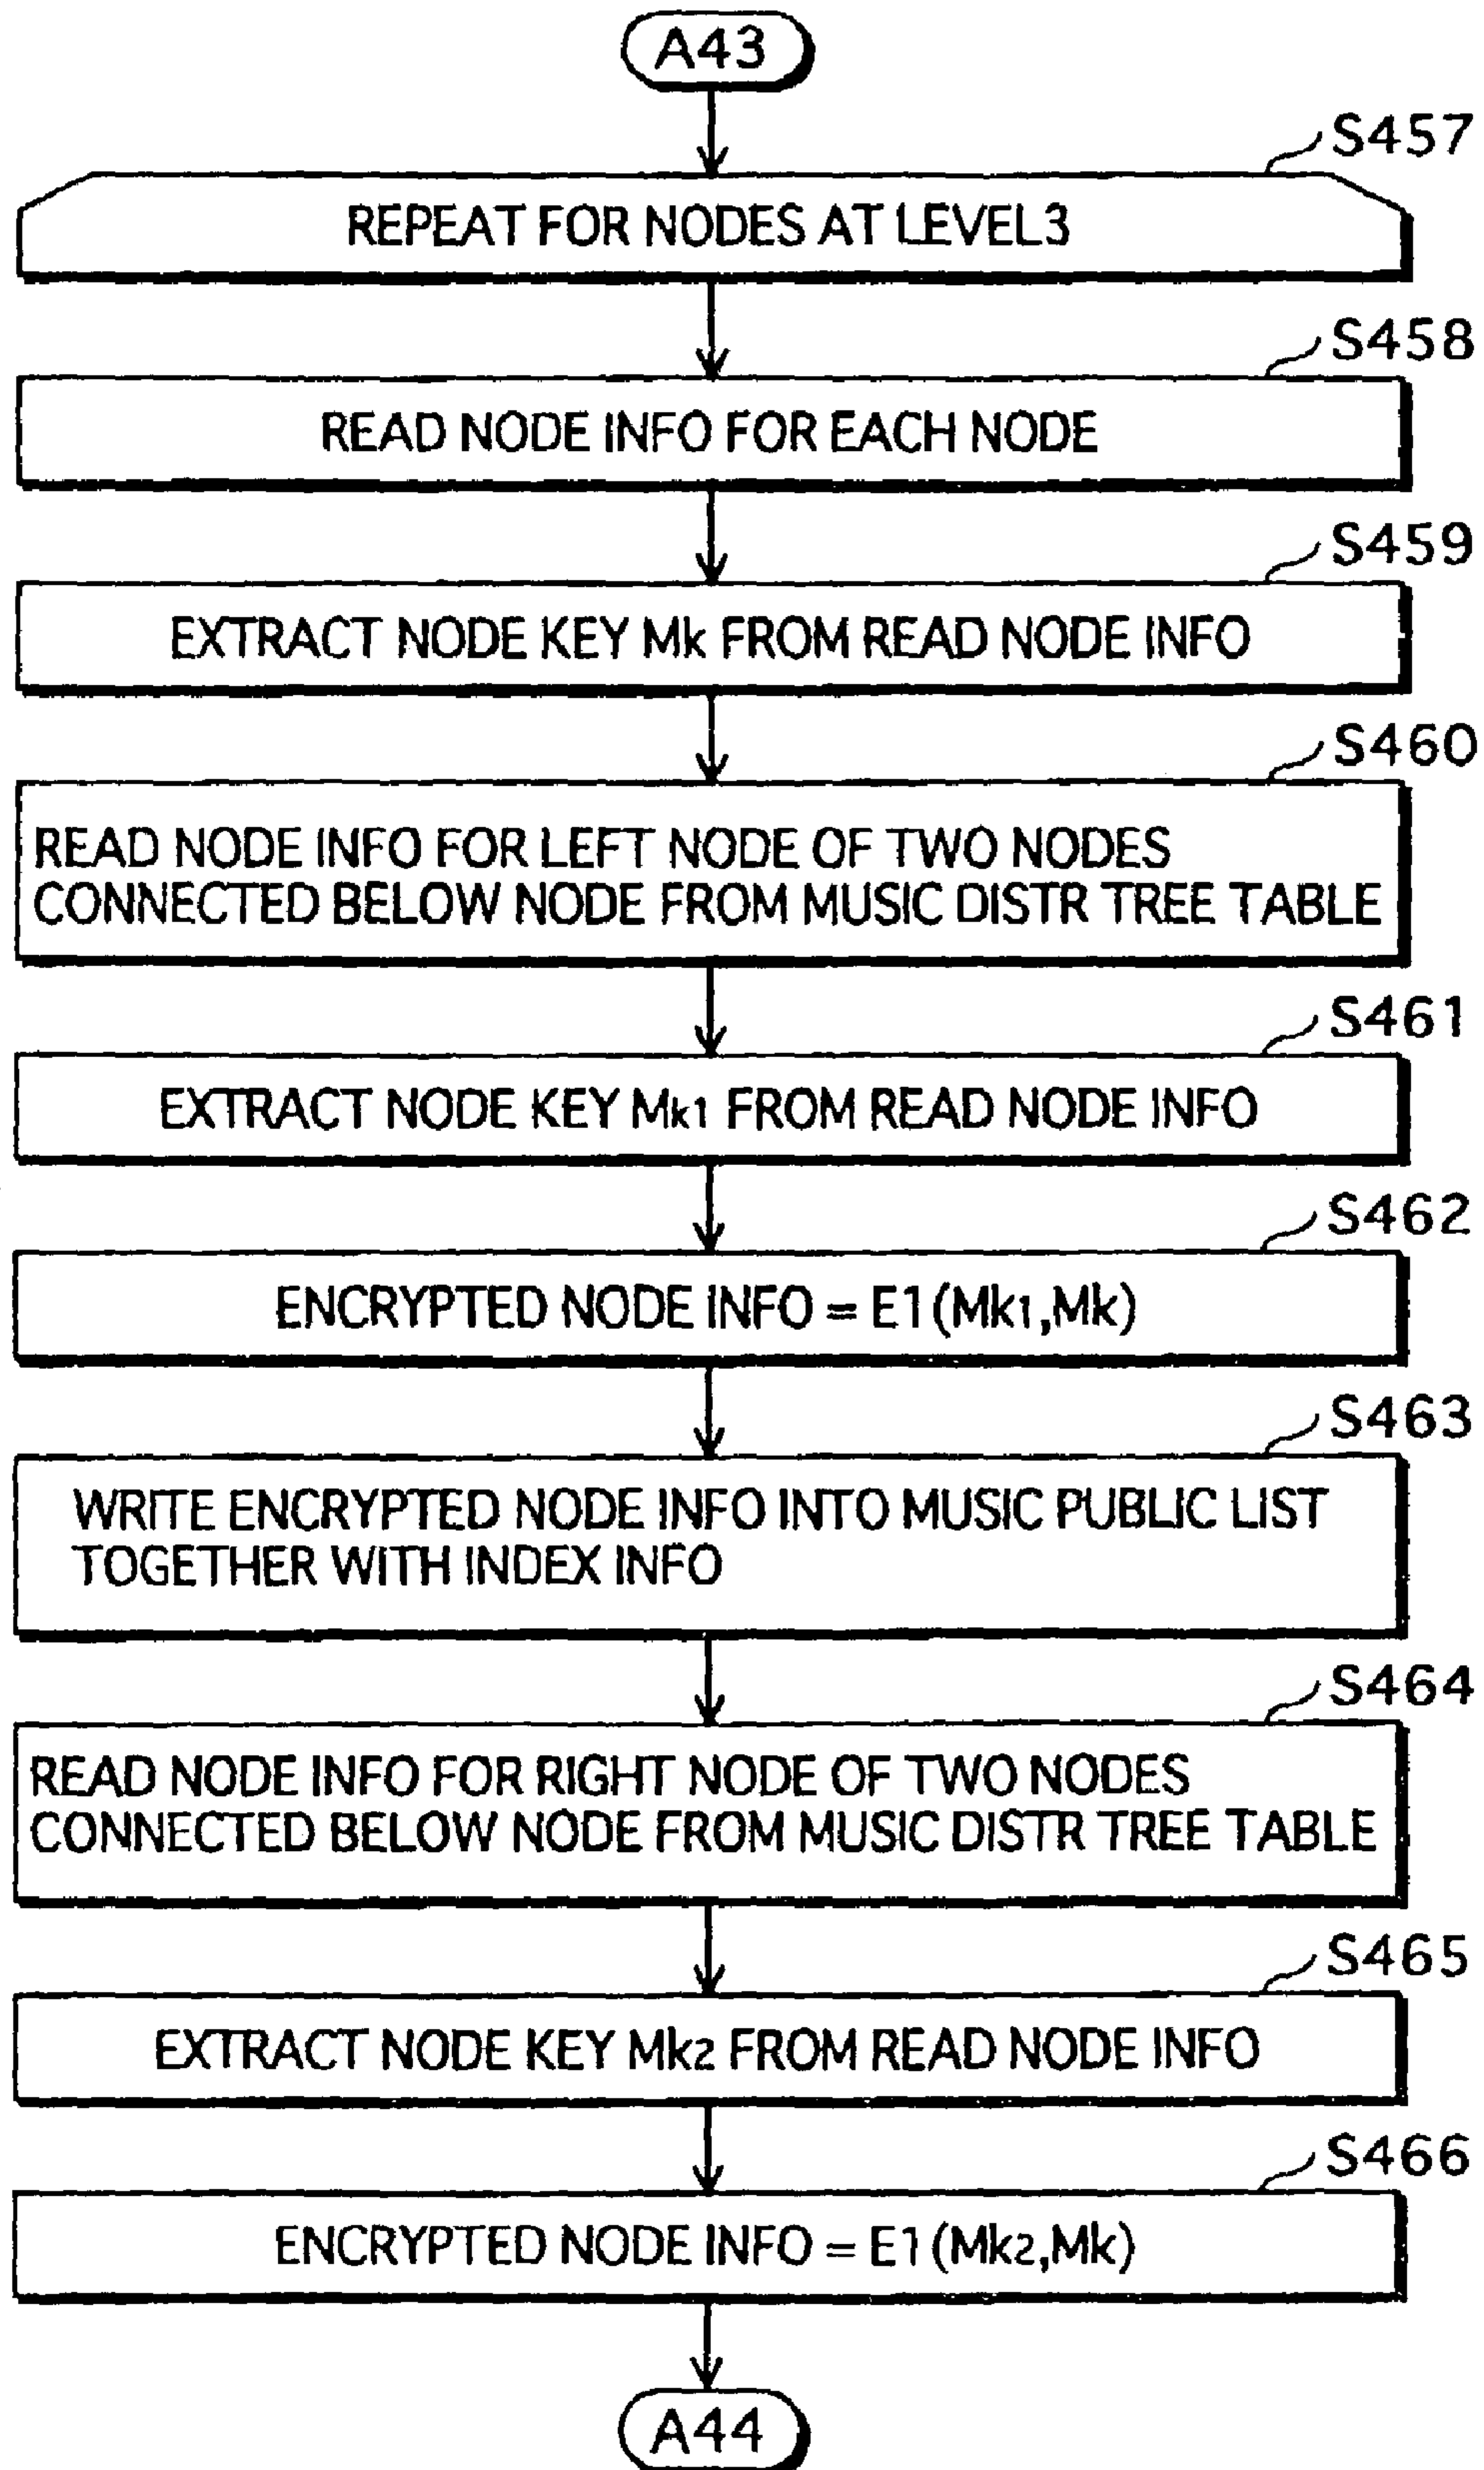 A43
S457
REPEAT FOR NODES AT LEVEL3
S458
READ NODE INFO FOR EACH NODE
S459
EXTRACT NODE KEY Mk FROM READ NODE INFO
S460
READ NODE INFO FOR LEFT NODE OF TWO NODES
CONNECTED BELOW NODE FROM MUSIC DISTR TREE TABLE
S461
EXTRACT NODE KEY Mk1 FROM READ NODE INFO
S462
ENCRYPTED NODE INFO = E1(Mk1,Mk)
S463
WRITE ENCRYPTED NODE INFO INTO MUSIC PUBLIC LIST
TOGETHER WITH INDEX INFO
S464
READ NODE INFO FOR RIGHT NODE OF TWO NODES
CONNECTED BELOW NODE FROM MUSIC DISTR TREE TABLE
S465
EXTRACT NODE KEY Mk2 FROM READ NODE INFO
S466
ENCRYPTED NODE INFO = E1(Mk2,Mk)
A44